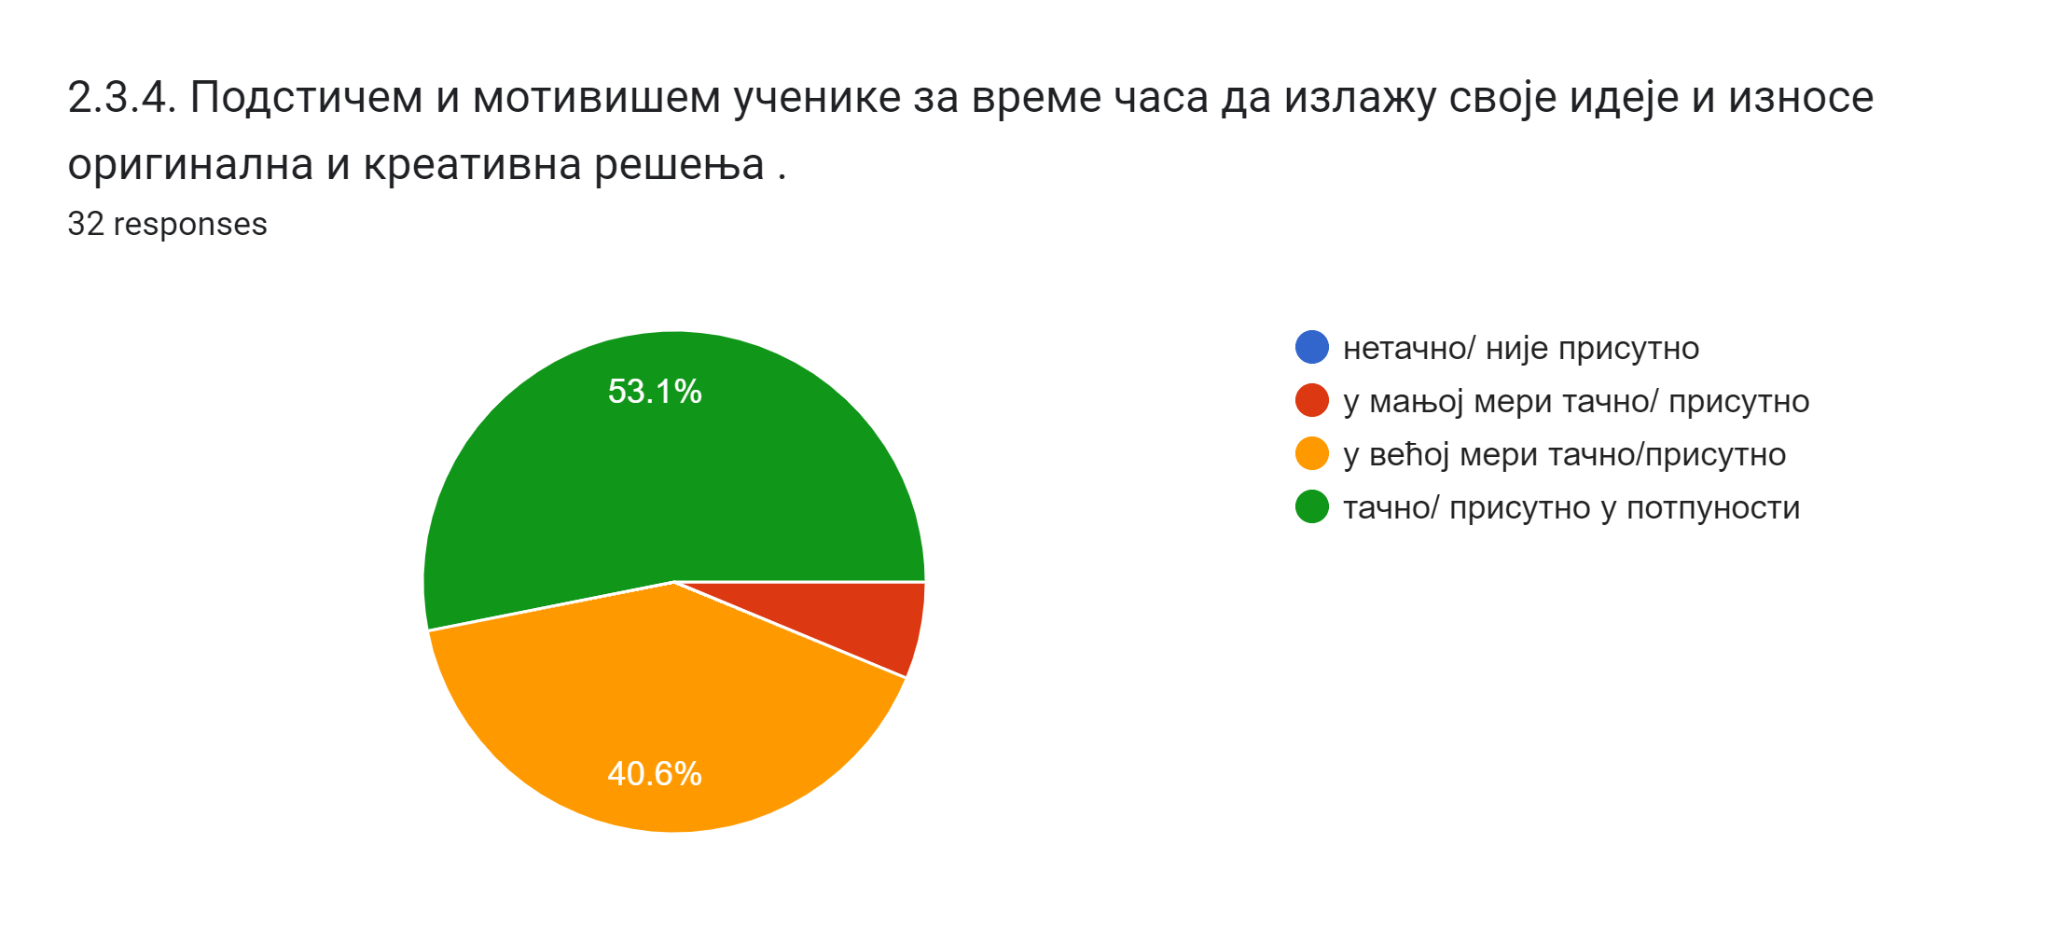 2.3.4. Подстичем и мотивишем ученике за време часа да излажу своје идеје и износе
оригинална и креативна решења .
32 responses
53.1%
40.6%
нетачно/ није присутно
у мањој мери тачно/ присутно
у већој мери тачно/присутно
тачно/ присутно у потпуности